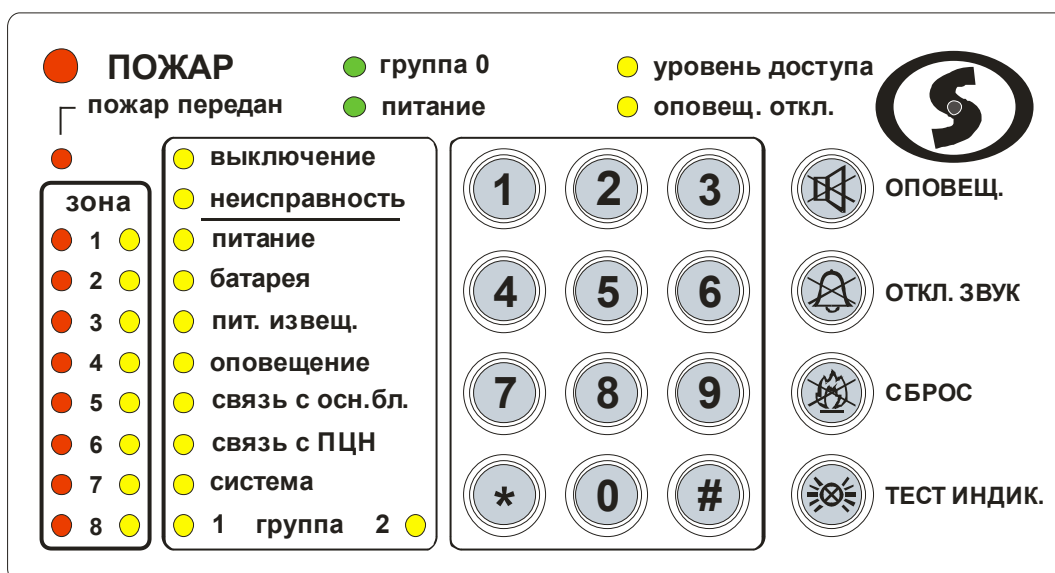 ПОЖАР
группа 0
уровень доступа
пожар передан
питание
оповещ. откл.
зона
1
2
3
4
5
6
7
8
выключение
неисправность
питание
батарея
пит. извещ.
оповещение
связь с осн.бл.
связь с ПЦН
система
1 группа 2
1 2 3
4 5 6
7 8 9
* 0 #
ОПОВЕЩ.
ОТКЛ. ЗВУК
СБРОС
ТЕСТ ИНДИК.